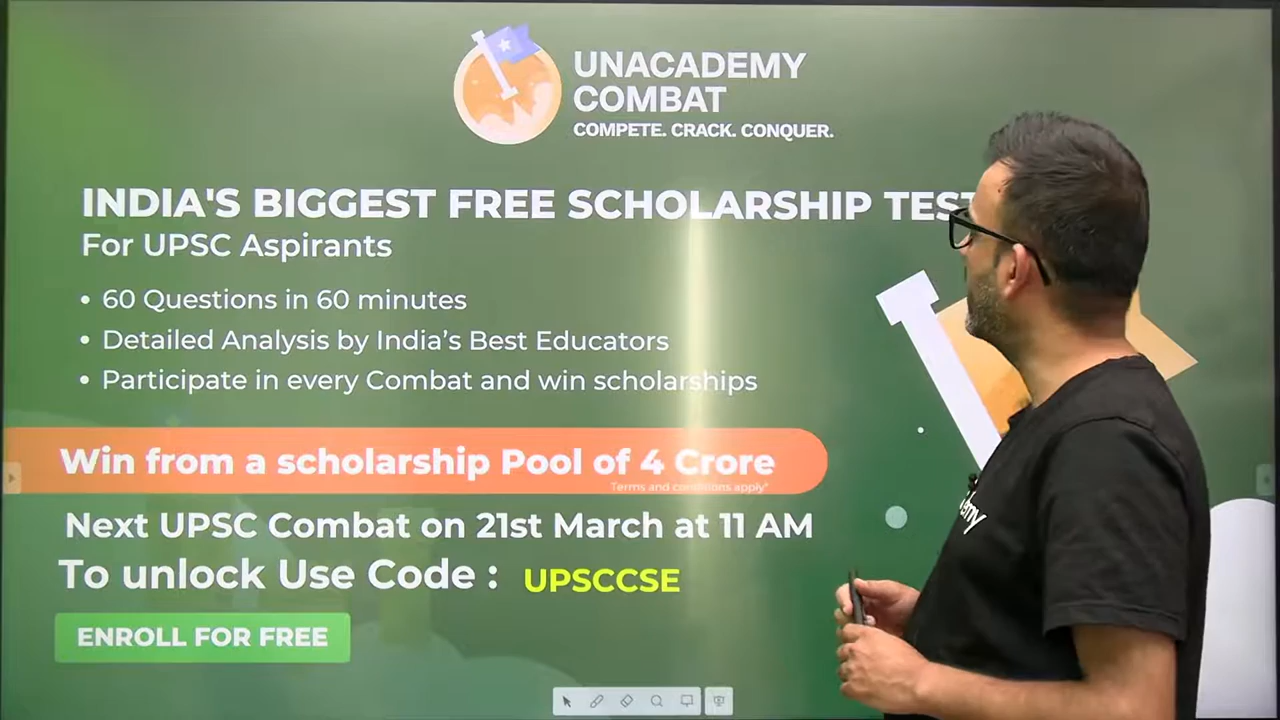 UNACADEMY
COMBAT
COMPETE. CRACK. CONQUER.
INDIA'S BIGGEST FREE SCHOLARSHIP TEST
For UPSC Aspirants
• 60 Questions in 60 minutes
• Detailed Analysis by India's Best Educators
• Participate in every Combat and win scholarships
Win from a scholarship Pool of 4 Crore
Terms and conditions apply*
Next UPSC Combat on 21st March at 11 AM
To unlock Use Code : UPSCCSE
ENROLL FOR FREE